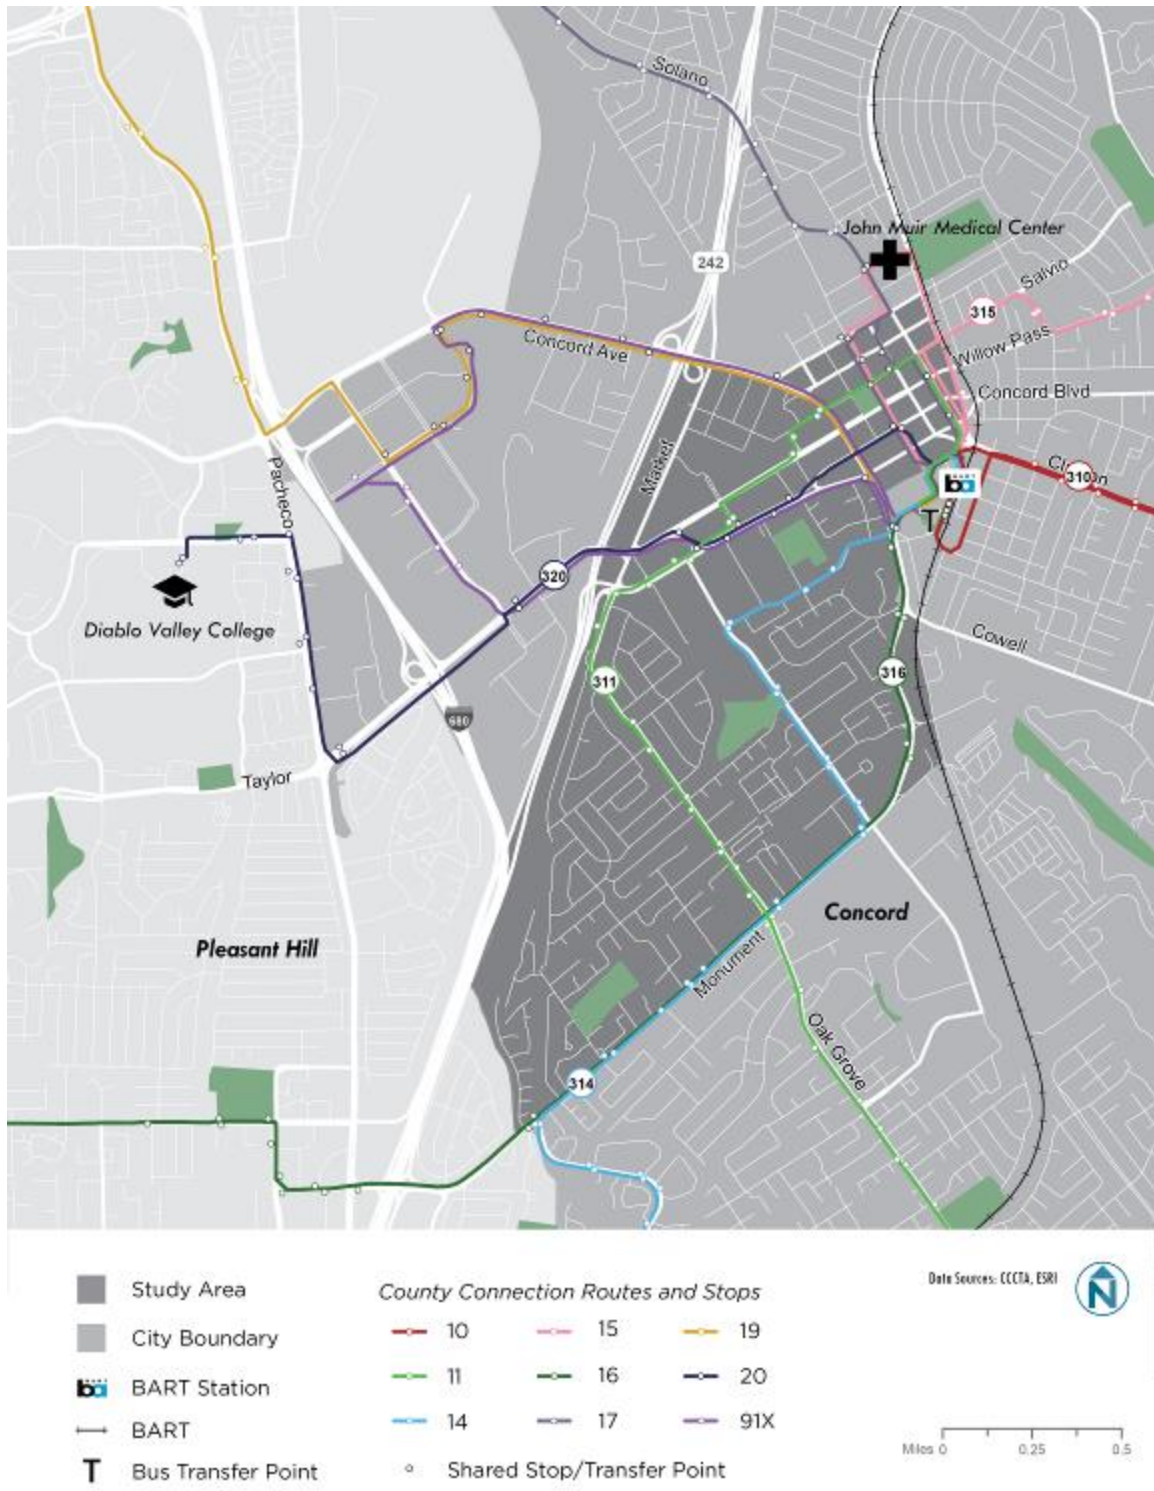 Solano
John Muir Medical Center
242
Salvio
315
Willow Pass
Concord Ave
Concord Blvd
Market
310
Pacheco
ba
T
320
Diablo Valley College
Cowell
311
316
680
Taylor
Concord
Pleasant Hill
Monument
Oak Grove
314
Study Area
City Boundary
ba BART Station
BART
T Bus Transfer Point
County Connection Routes and Stops
10 15 19
11 16 20
14 17 91X
Shared Stop/Transfer Point
Data Sources: CCCTA, ESRI
N
Miles 0 0.25 0.5